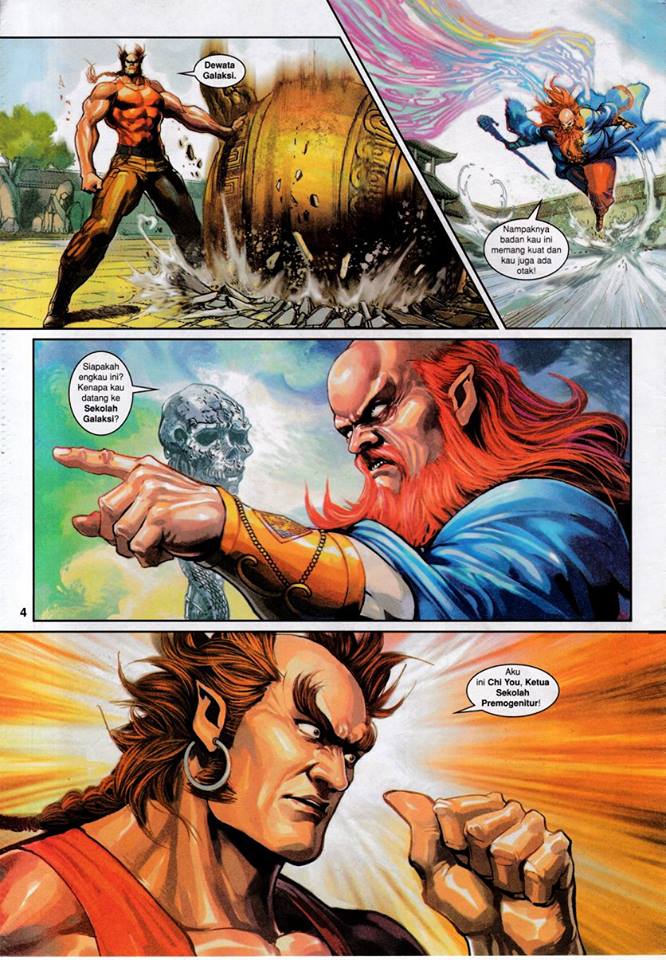 Dewata
Galaksi.
Nampaknya
badan kau ini
memang kuat dan
kau juga ada
otak!
Siapakah
engkau ini?
Kenapa kau
datang ke
Sekolah
Galaksi?
4
Aku
ini Chi You, Ketua
Sekolah
Premogenitur!